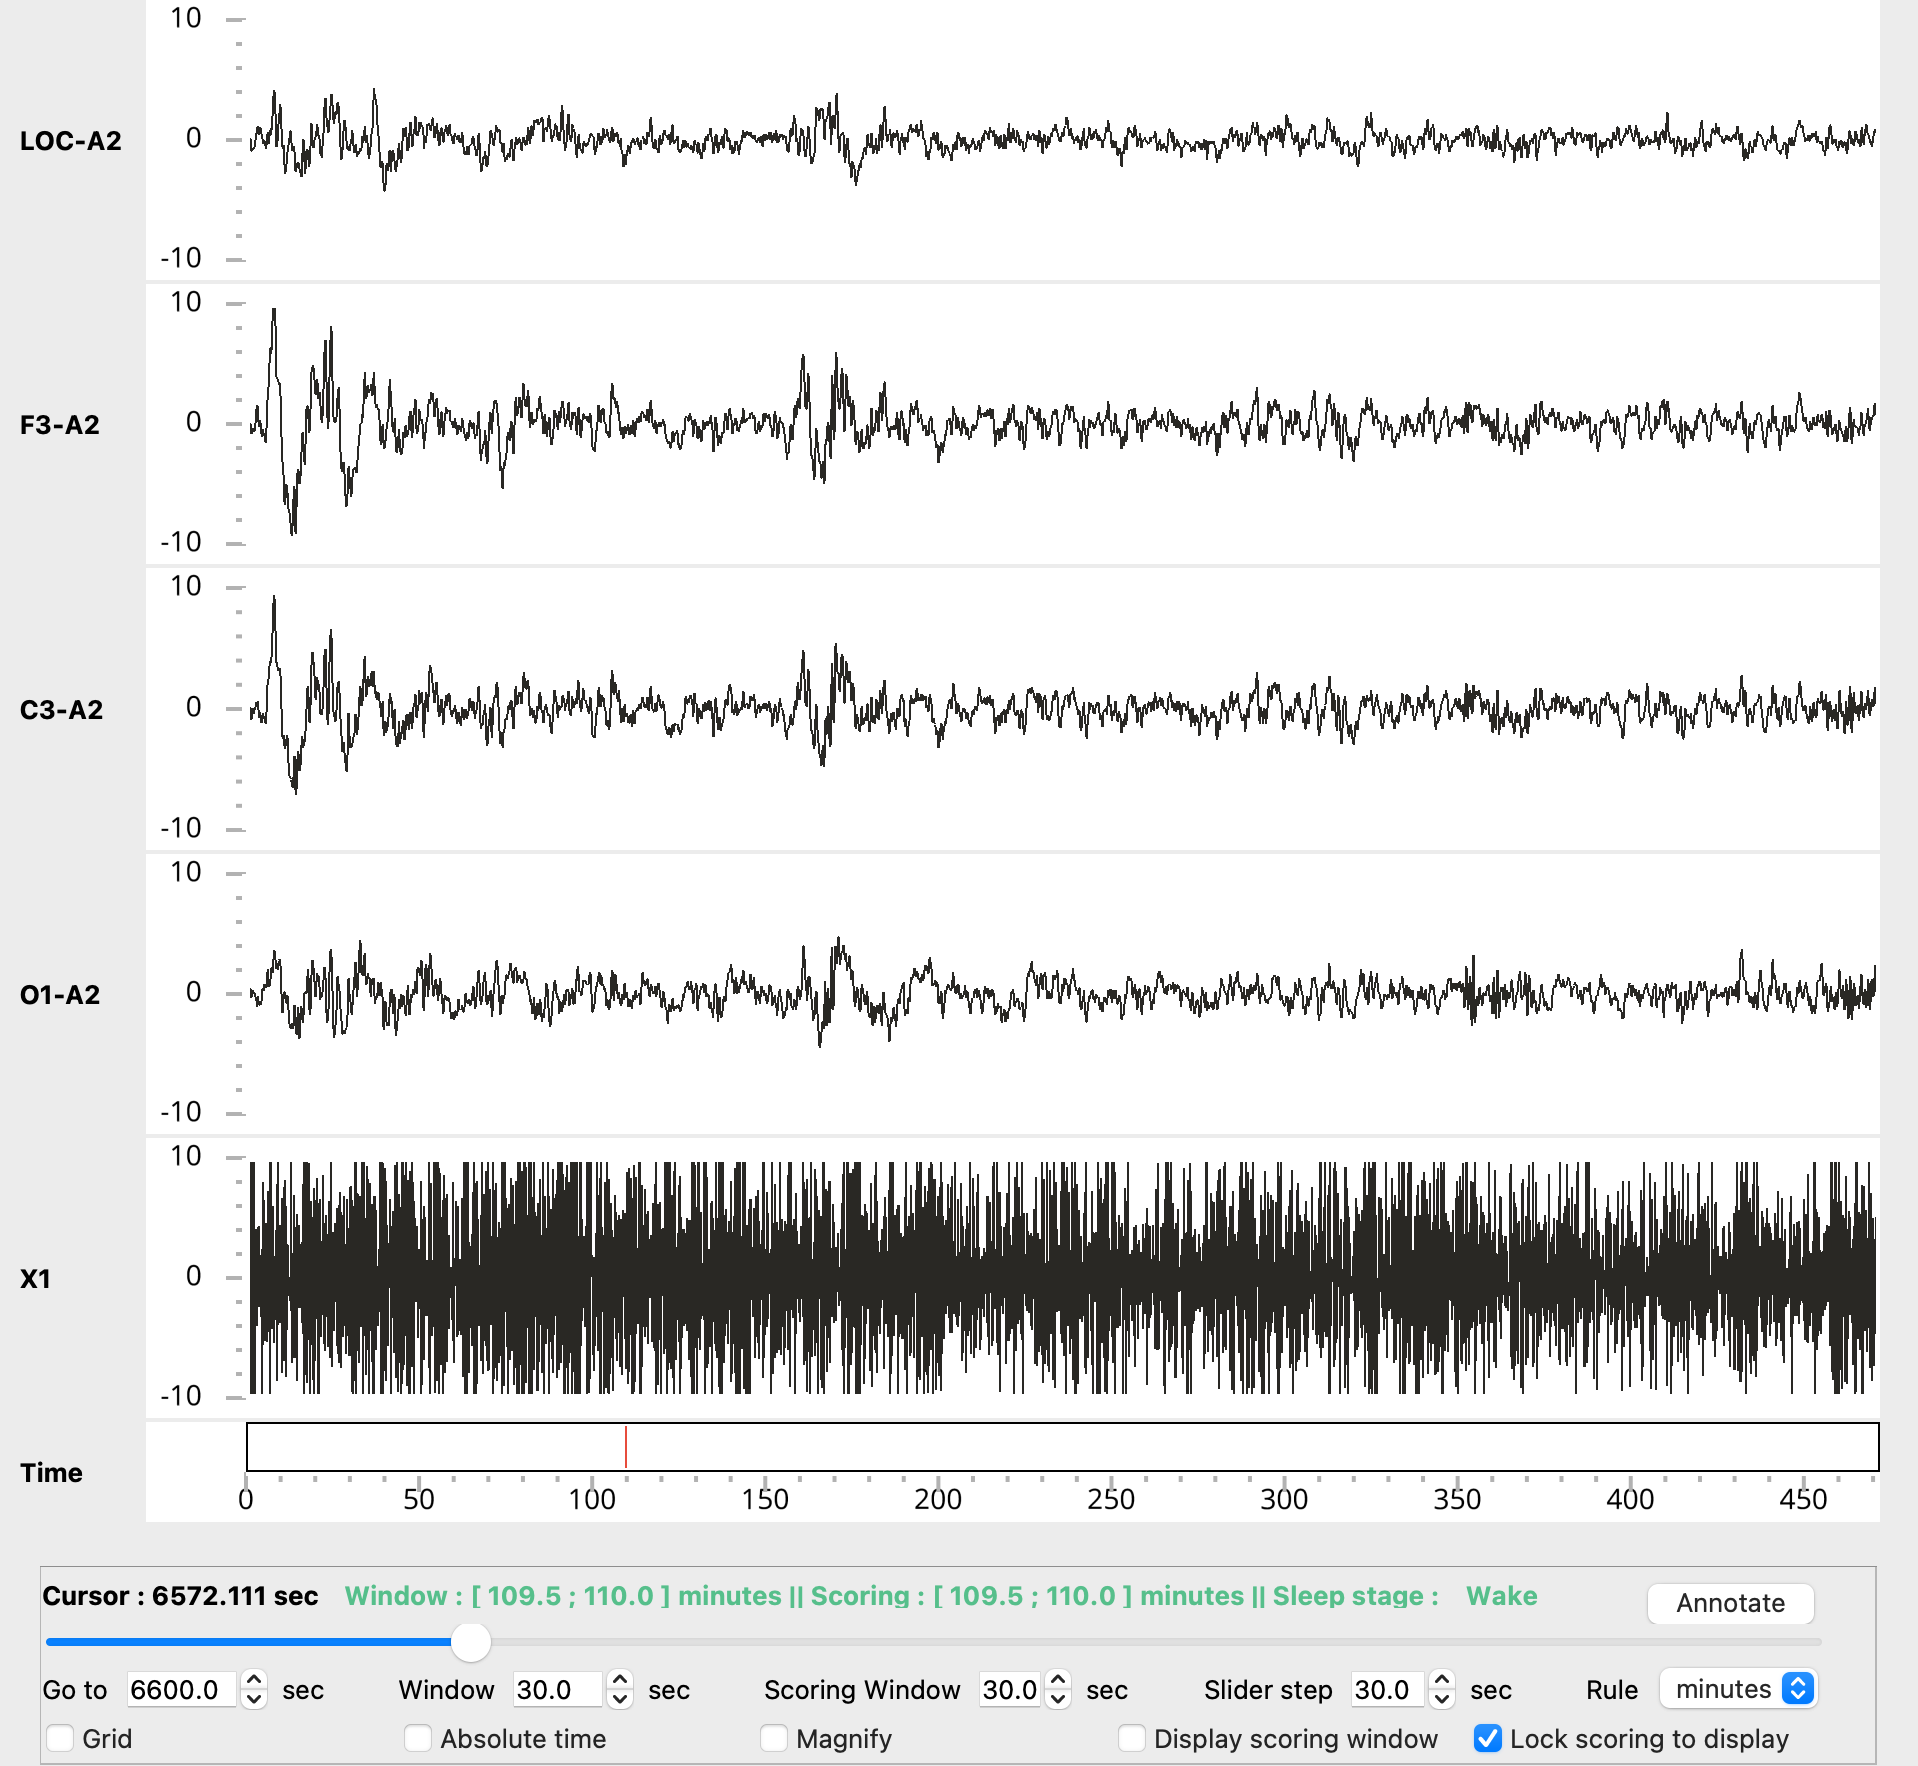 10
LOC-A2 0
-10
10
F3-A2 0
-10
10
C3-A2 0
-10
10
O1-A2 0
-10
10
X1 0
-10
Time
0 50 100 150 200 250 300 350 400 450
Cursor : 6572.111 sec Window : [ 109.5 ; 110.0 ] minutes || Scoring : [ 109.5 ; 110.0 ] minutes || Sleep stage : Wake Annotate
Go to 6600.0 sec Window 30.0 sec Scoring Window 30.0 sec Slider step 30.0 sec Rule minutes
Grid Absolute time Magnify Display scoring window Lock scoring to display